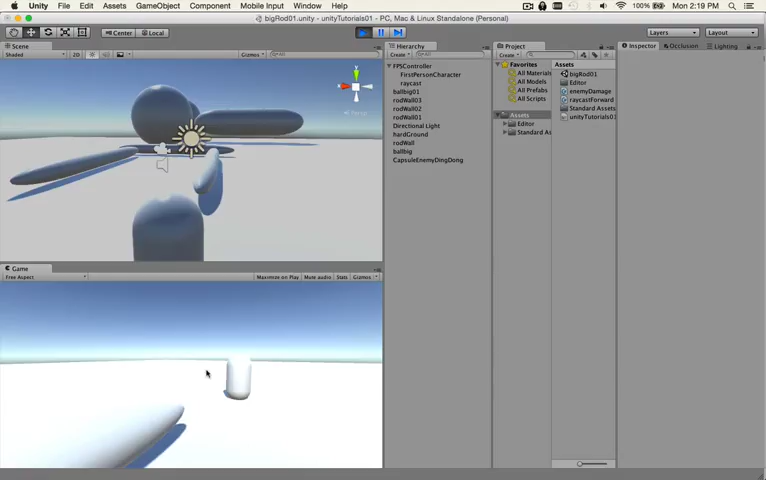 Unity File Edit Assets GameObject Component Mobile Input Window Help 100% Mon 2:19 PM
bigRod01.unity - unityTutorials01 - PC, Mac & Linux Standalone (Personal)
Center Local Layers Layout
Scene
Shaded 2D Gizmos All
Persp
Game
Free Aspect Maximize on Play Mute audio Stats Gizmos
Hierarchy
Create All
FPSController
FirstPersonCharacter
raycast
ballbig01
rodWall03
rodWall02
rodWall01
Directional Light
hardGround
rodWall
ballbig
CapsuleEnemyDingDong
Project
Create
Favorites
All Materials
All Models
All Prefabs
All Scripts
Assets
Editor
Standard As
Assets
bigRod01
Editor
enemyDamage
raycastForward
Standard Assets
unityTutorials01
Inspector Occlusion Lighting